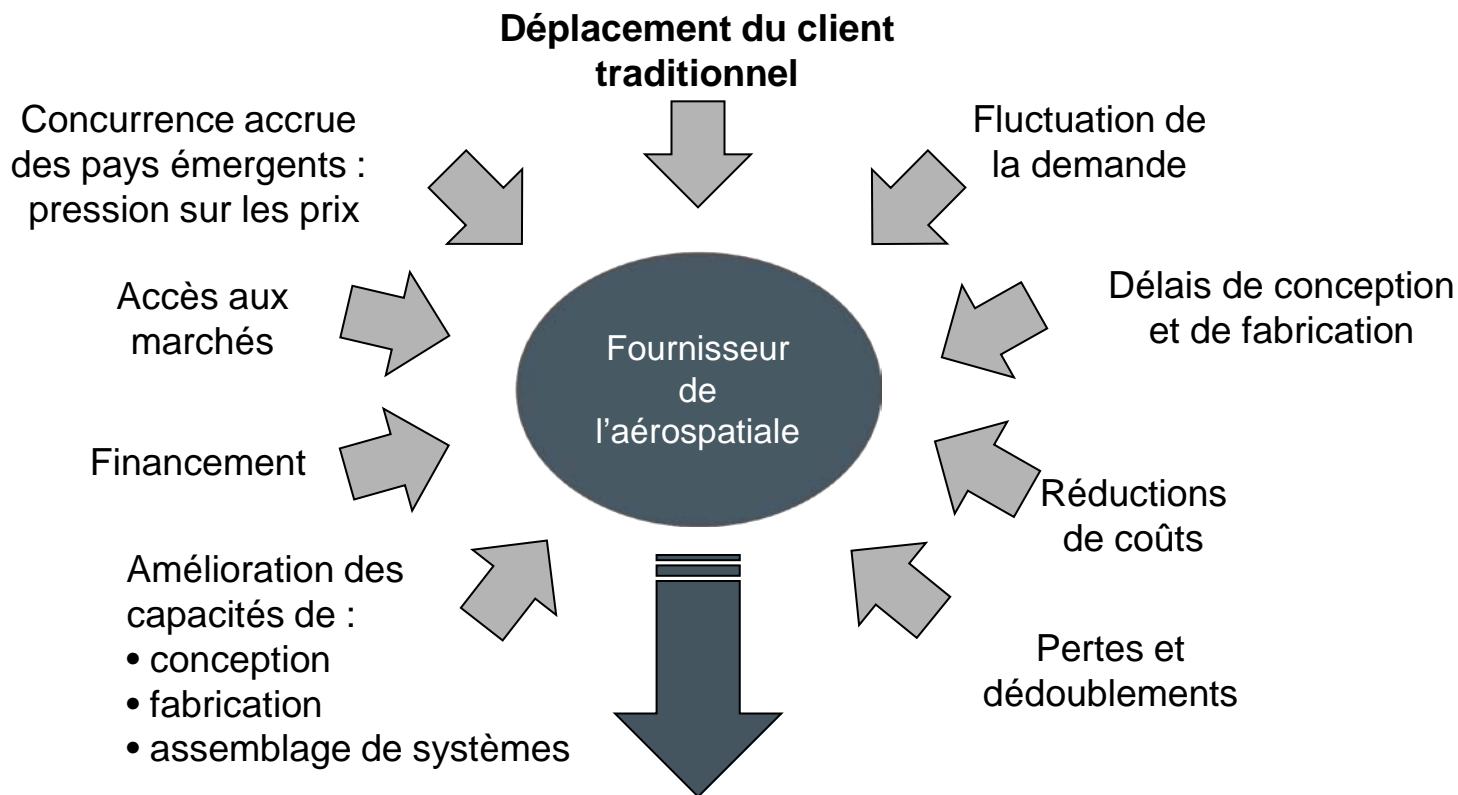 Déplacement du client
traditionnel
Concurrence accrue
des pays émergents :
pression sur les prix
Fluctuation de
la demande
Accès aux
marchés
Délais de conception
et de fabrication
Fournisseur
de
l'aérospatiale
Financement
Réductions
de coûts
Amélioration des
capacités de :
• conception
• fabrication
• assemblage de systèmes
Pertes et
dédoublements